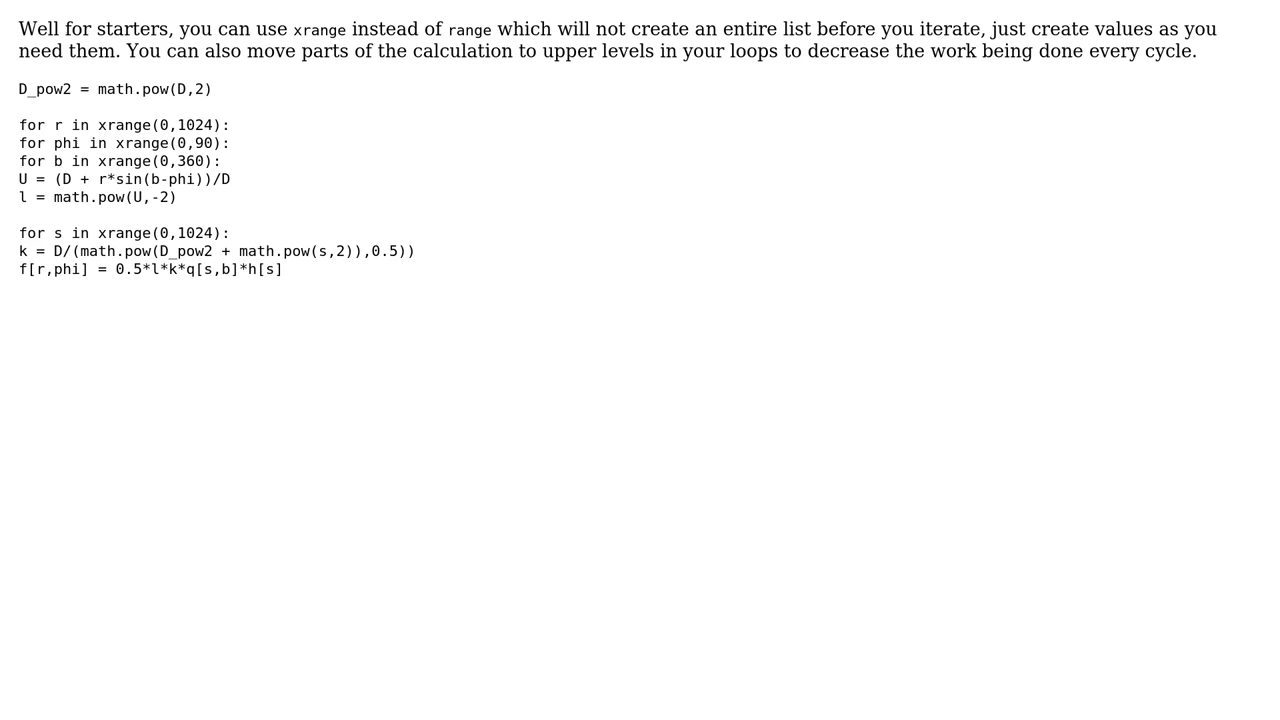 Well for starters, you can use xrange instead of range which will not create an entire list before you iterate, just create values as you
need them. You can also move parts of the calculation to upper levels in your loops to decrease the work being done every cycle.
D_pow2 = math.pow(D,2)
for r in xrange(0,1024):
for phi in xrange(0,90):
for b in xrange(0,360):
U = (D + r*sin(b-phi))/D
l = math.pow(U,-2)
for s in xrange(0,1024):
k = D/(math.pow(D_pow2 + math.pow(s,2)),0.5))
f[r,phi] = 0.5*l*k*q[s,b]*h[s]